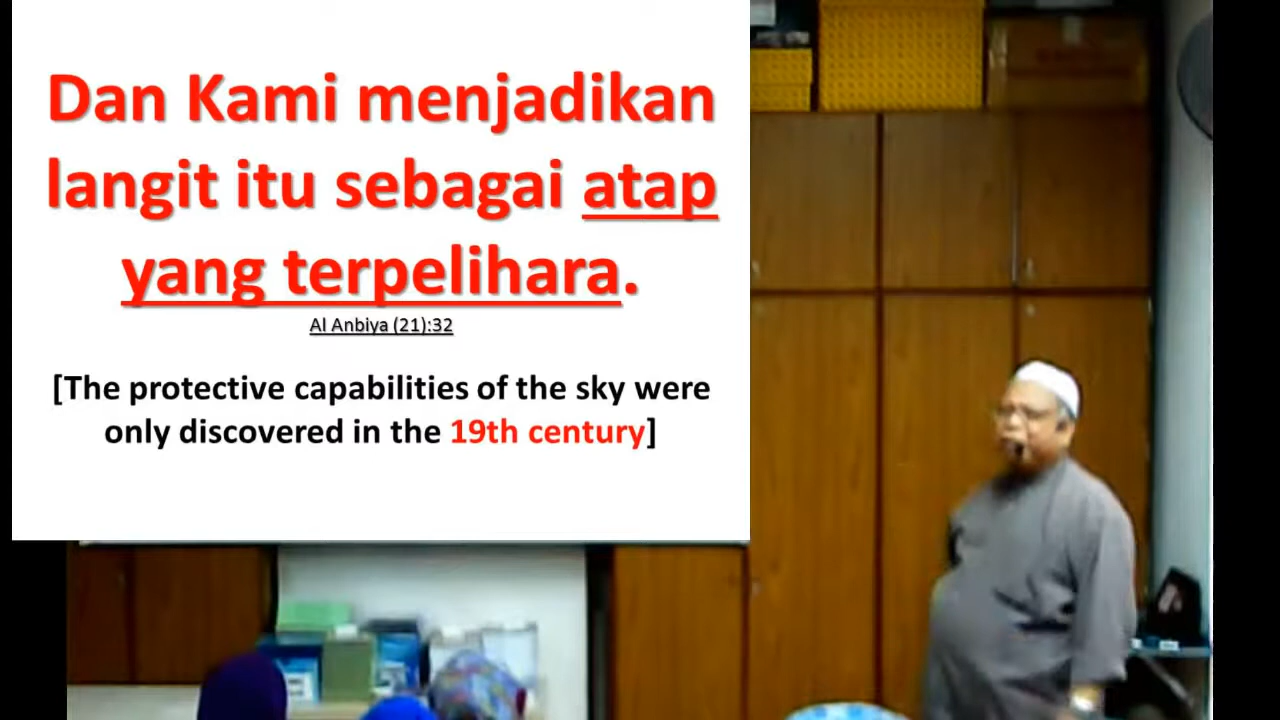 Dan Kami menjadikan
langit itu sebagai atap
yang terpelihara.
Al Anbiya (21):32
[The protective capabilities of the sky were
only discovered in the 19th century]